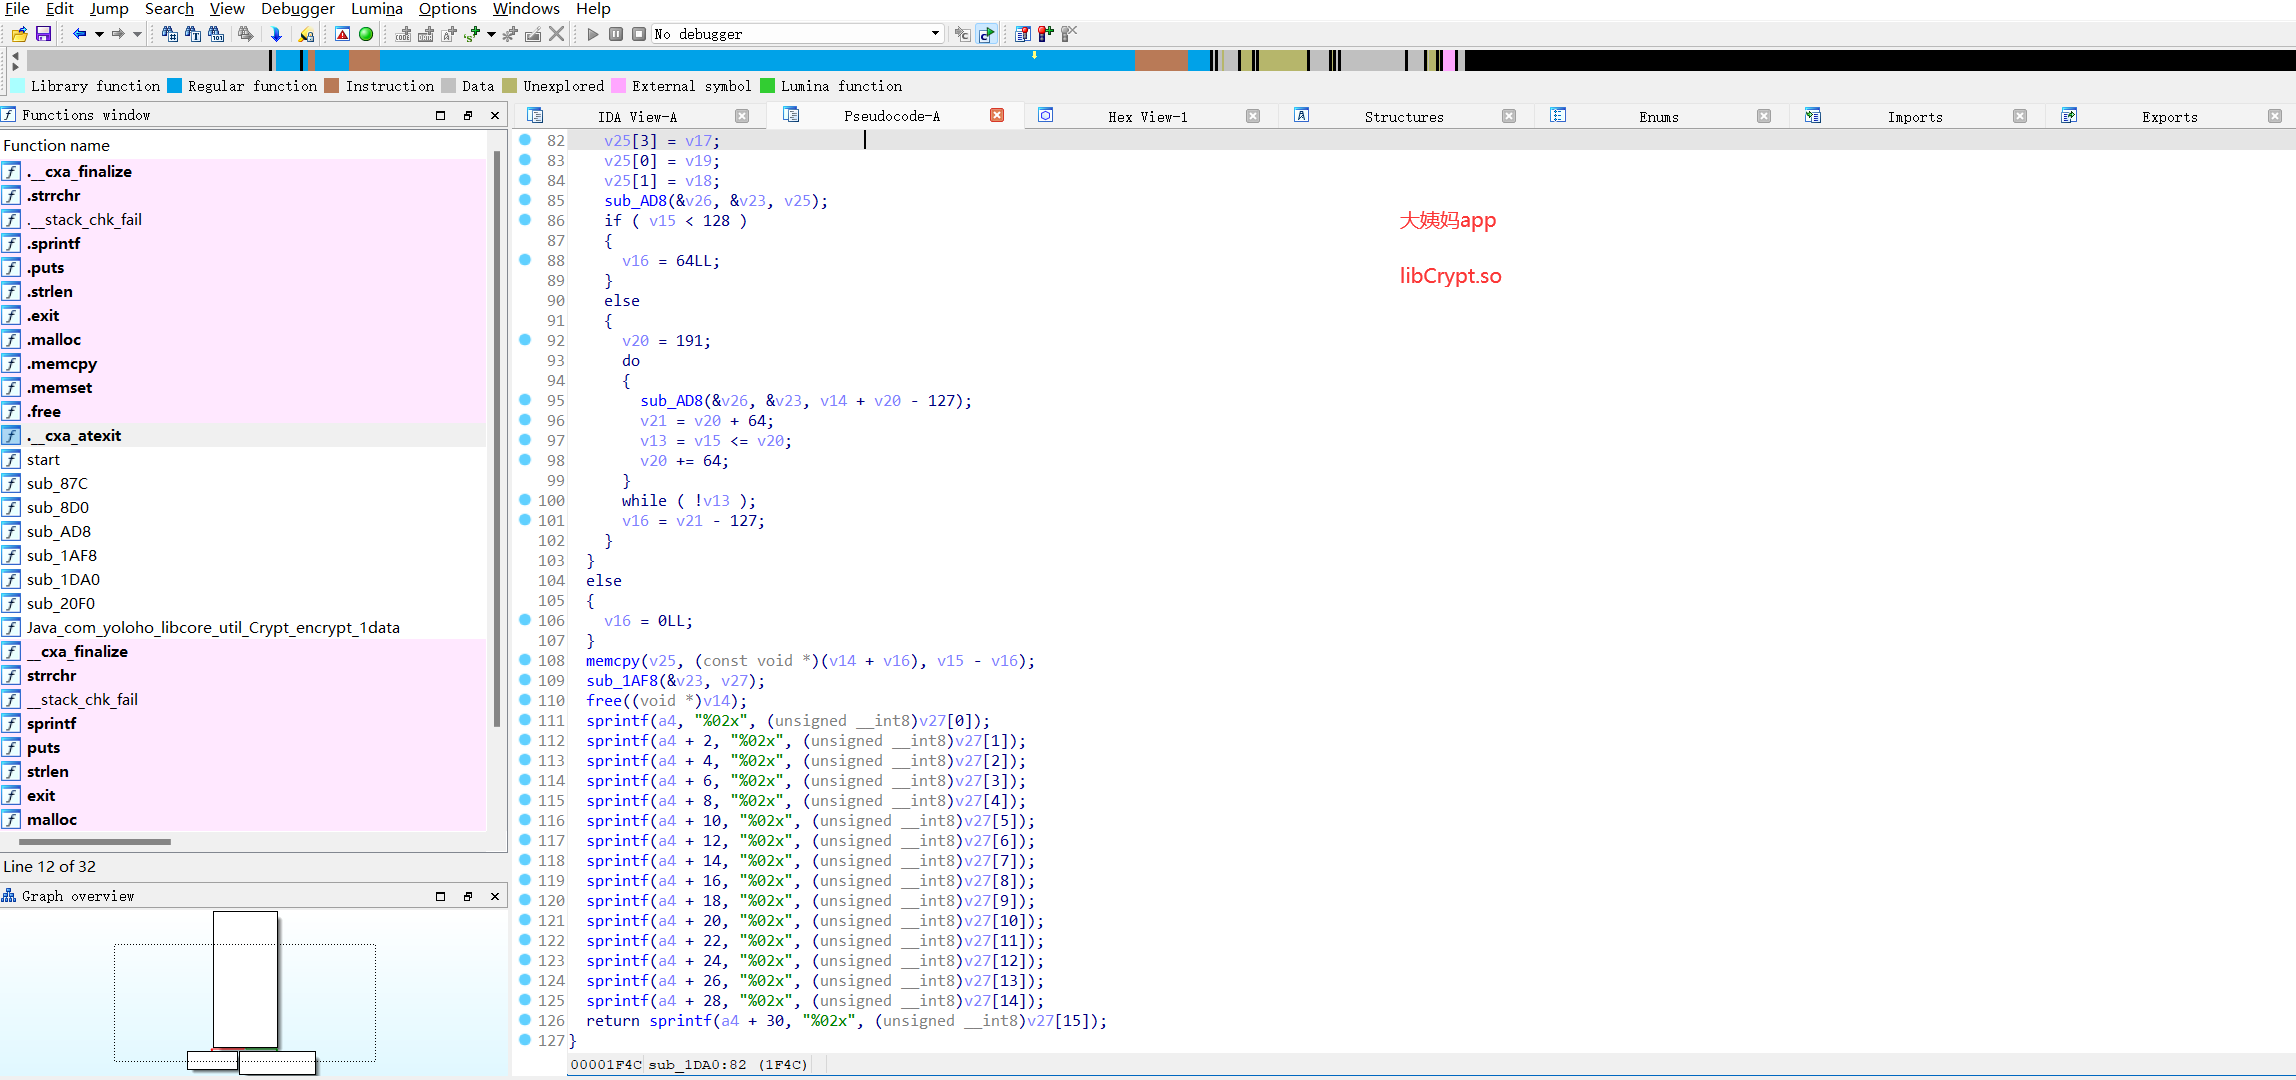 File Edit Jump Search View Debugger Lumina Options Windows Help
No debugger
Library function Regular function Instruction Data Unexplored External symbol Lumina function
Functions window
Function name
.__cxa_finalize
.strrchr
.__stack_chk_fail
.sprintf
.puts
.strlen
.exit
.malloc
.memcpy
.memset
.free
.__cxa_atexit
start
sub_87C
sub_8D0
sub_AD8
sub_1AF8
sub_1DA0
sub_20F0
Java_com_yoloho_libcore_util_Crypt_encrypt_1data
__cxa_finalize
strrchr
__stack_chk_fail
sprintf
puts
strlen
exit
malloc
Line 12 of 32
Graph overview
IDA View-A Pseudocode-A Hex View-1 Structures Enums Imports Exports
82 v25[3] = v17;
83 v25[0] = v19;
84 v25[1] = v18;
85 sub_AD8(&v26, &v23, v25);
86 if ( v15 < 128 )
87 {
88 v16 = 64LL;
89 }
90 else
91 {
92 v20 = 191;
93 do
94 {
95 sub_AD8(&v26, &v23, v14 + v20 - 127);
96 v21 = v20 + 64;
97 v13 = v15 <= v20;
98 v20 += 64;
99 }
100 while ( !v13 );
101 v16 = v21 - 127;
102 }
103 }
104 else
105 {
106 v16 = 0LL;
107 }
108 memcpy(v25, (const void *)(v14 + v16), v15 - v16);
109 sub_1AF8(&v23, v27);
110 free((void *)v14);
111 sprintf(a4, "%02x", (unsigned __int8)v27[0]);
112 sprintf(a4 + 2, "%02x", (unsigned __int8)v27[1]);
113 sprintf(a4 + 4, "%02x", (unsigned __int8)v27[2]);
114 sprintf(a4 + 6, "%02x", (unsigned __int8)v27[3]);
115 sprintf(a4 + 8, "%02x", (unsigned __int8)v27[4]);
116 sprintf(a4 + 10, "%02x", (unsigned __int8)v27[5]);
117 sprintf(a4 + 12, "%02x", (unsigned __int8)v27[6]);
118 sprintf(a4 + 14, "%02x", (unsigned __int8)v27[7]);
119 sprintf(a4 + 16, "%02x", (unsigned __int8)v27[8]);
120 sprintf(a4 + 18, "%02x", (unsigned __int8)v27[9]);
121 sprintf(a4 + 20, "%02x", (unsigned __int8)v27[10]);
122 sprintf(a4 + 22, "%02x", (unsigned __int8)v27[11]);
123 sprintf(a4 + 24, "%02x", (unsigned __int8)v27[12]);
124 sprintf(a4 + 26, "%02x", (unsigned __int8)v27[13]);
125 sprintf(a4 + 28, "%02x", (unsigned __int8)v27[14]);
126 return sprintf(a4 + 30, "%02x", (unsigned __int8)v27[15]);
127 }
大姨妈app
libCrypt.so
00001F4C sub_1DA0:82 (1F4C)